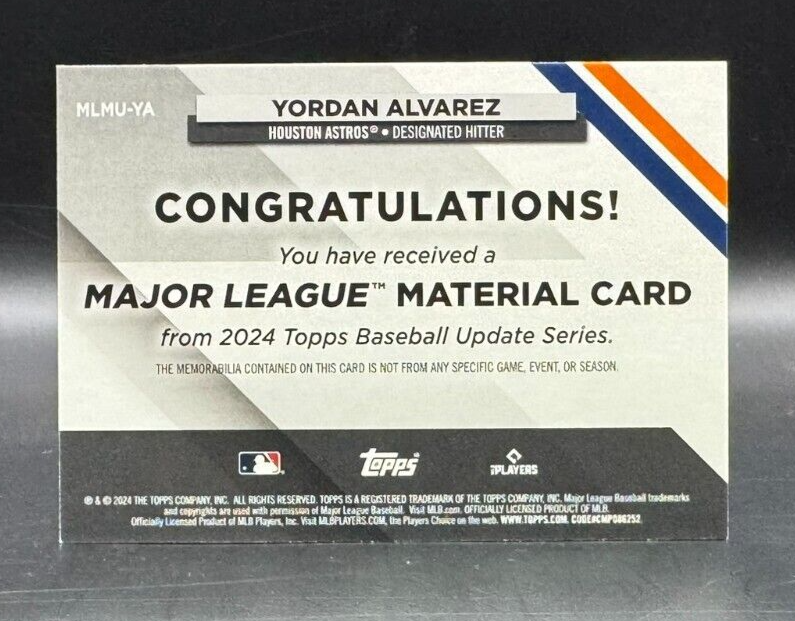 MLMU-YA
YORDAN ALVAREZ
HOUSTON ASTROS® • DESIGNATED HITTER
CONGRATULATIONS!
You have received a
MAJOR LEAGUE™ MATERIAL CARD
from 2024 Topps Baseball Update Series.
THE MEMORABILIA CONTAINED ON THIS CARD IS NOT FROM ANY SPECIFIC GAME, EVENT, OR SEASON.
topps®
PLAYERS
® & © 2024 THE TOPPS COMPANY, INC. ALL RIGHTS RESERVED. TOPPS IS A REGISTERED TRADEMARK OF THE TOPPS COMPANY, INC. Major League Baseball trademarks
and copyrights are used with permission of Major League Baseball. Visit MLB.com. OFFICIALLY LICENSED PRODUCT OF MLB.
Officially Licensed Product of MLB Players, Inc. Visit MLBPLAYERS.COM, the Players Choice on the web. WWW.TOPPS.COM. CODE#CMP086252